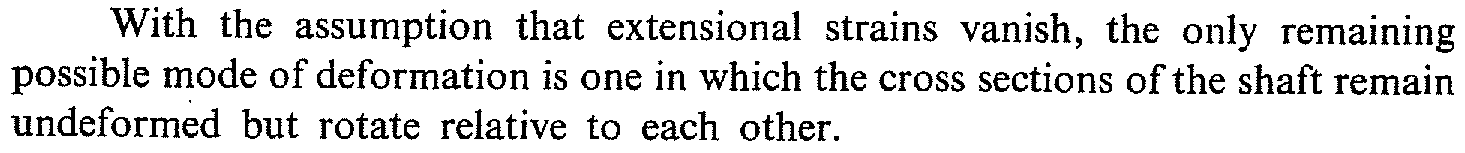 With the assumption that extensional strains vanish, the only remaining
possible mode of deformation is one in which the cross sections of the shaft remain
undeformed but rotate relative to each other.